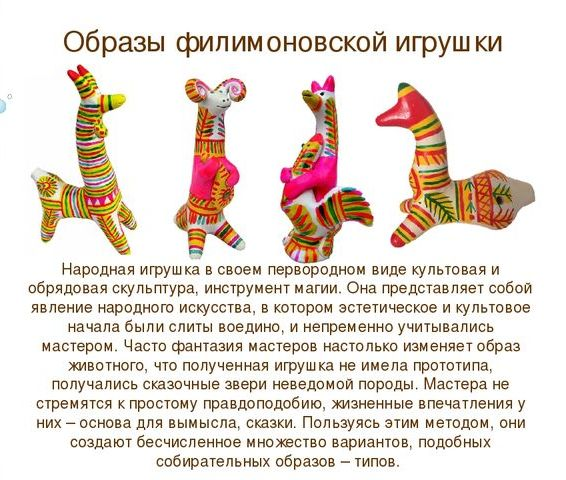 Образы филимоновской игрушки
Народная игрушка в своем первородном виде культовая и
обрядовая скульптура, инструмент магии. Она представляет собой
явление народного искусства, в котором эстетическое и культовое
начала были слиты воедино, и непременно учитывались
мастером. Часто фантазия мастеров настолько изменяет образ
животного, что полученная игрушка не имела прототипа,
получались сказочные звери неведомой породы. Мастера не
стремятся к простому правдоподобию, жизненные впечатления у
них – основа для вымысла, сказки. Пользуясь этим методом, они
создают бесчисленное множество вариантов, подобных
собирательных образов – типов.